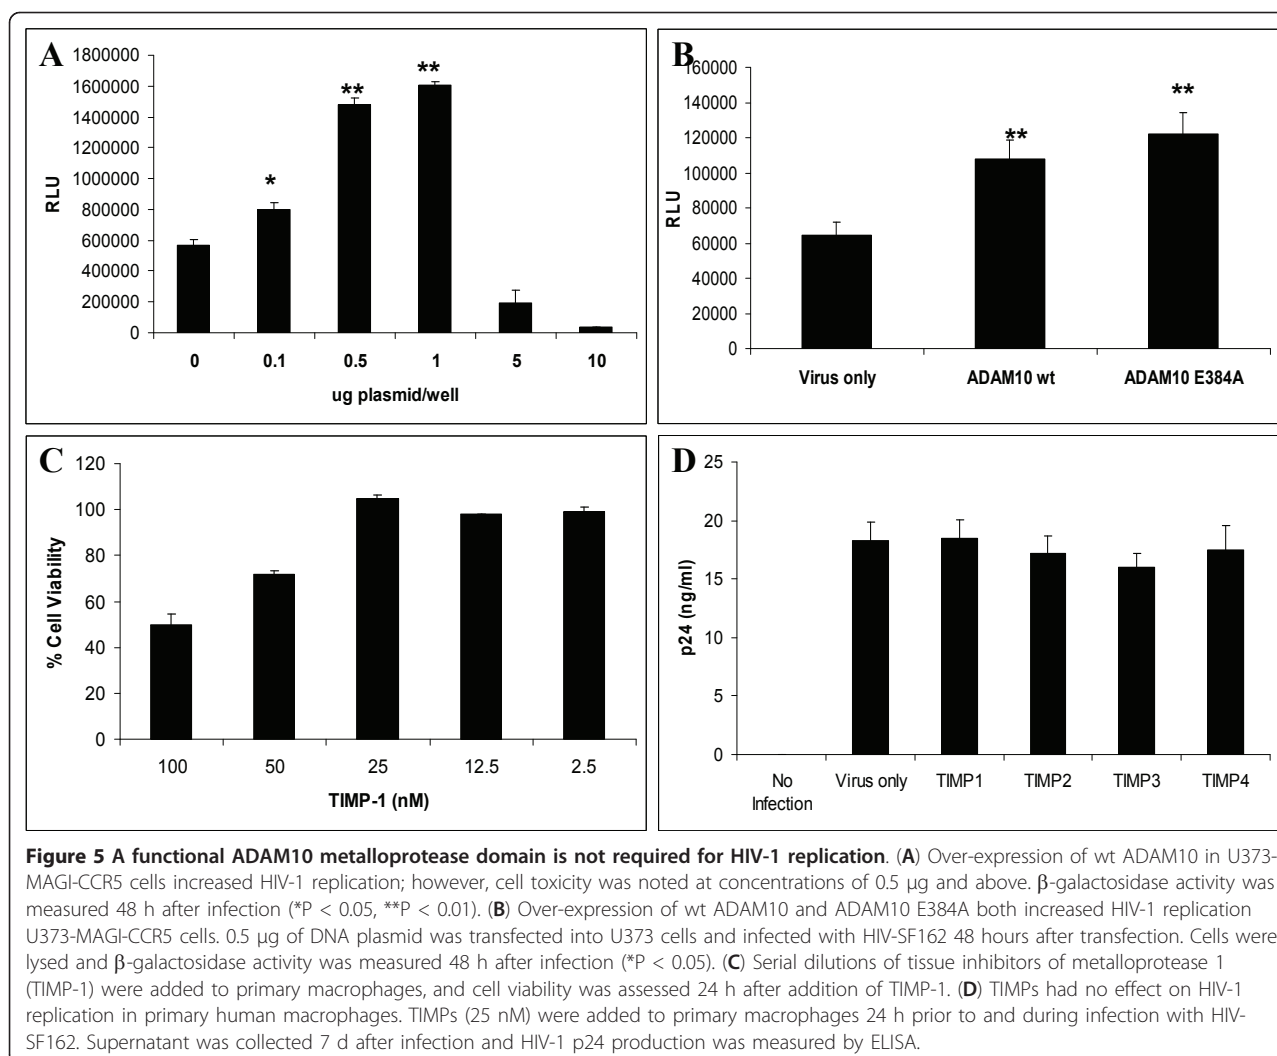 A
1800000
1600000
1400000
1200000
1000000
800000
600000
400000
200000
0
RLU
*
**
**
0 0.1 0.5 1 5 10
ug plasmid/well
B
160000
140000
120000
100000
80000
60000
40000
20000
0
RLU
**
**
Virus only ADAM10 wt ADAM10 E384A
C
120
100
80
60
40
20
0
% Cell Viability
100 50 25 12.5 2.5
TIMP-1 (nM)
D
25
20
15
10
5
0
p24 (ng/ml)
No Virus only TIMP1 TIMP2 TIMP3 TIMP4
Infection
Figure 5 A functional ADAM10 metalloprotease domain is not required for HIV-1 replication. (A) Over-expression of wt ADAM10 in U373-
MAGI-CCR5 cells increased HIV-1 replication; however, cell toxicity was noted at concentrations of 0.5 μg and above. β-galactosidase activity was
measured 48 h after infection (*P < 0.05, **P < 0.01). (B) Over-expression of wt ADAM10 and ADAM10 E384A both increased HIV-1 replication
U373-MAGI-CCR5 cells. 0.5 μg of DNA plasmid was transfected into U373 cells and infected with HIV-SF162 48 hours after transfection. Cells were
lysed and β-galactosidase activity was measured 48 h after infection (*P < 0.05). (C) Serial dilutions of tissue inhibitors of metalloprotease 1
(TIMP-1) were added to primary macrophages, and cell viability was assessed 24 h after addition of TIMP-1. (D) TIMPs had no effect on HIV-1
replication in primary human macrophages. TIMPs (25 nM) were added to primary macrophages 24 h prior to and during infection with HIV-
SF162. Supernatant was collected 7 d after infection and HIV-1 p24 production was measured by ELISA.